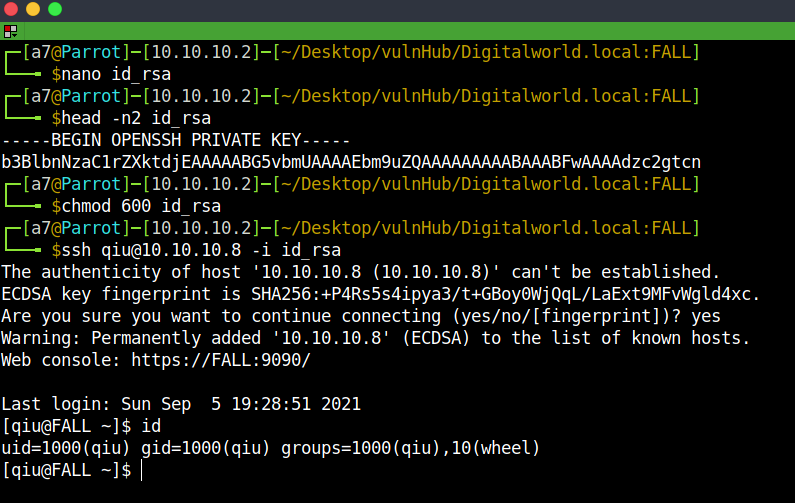 ┌─[a7@Parrot]─[10.10.10.2]─[~/Desktop/vulnHub/Digitalworld.local:FALL]
└──╼ $nano id_rsa
┌─[a7@Parrot]─[10.10.10.2]─[~/Desktop/vulnHub/Digitalworld.local:FALL]
└──╼ $head -n2 id_rsa
-----BEGIN OPENSSH PRIVATE KEY-----
b3BlbnNzaC1rZXktdjEAAAAABG5vbmUAAAAEbm9uZQAAAAAAAAABAAABFwAAAAdzc2gtcn
┌─[a7@Parrot]─[10.10.10.2]─[~/Desktop/vulnHub/Digitalworld.local:FALL]
└──╼ $chmod 600 id_rsa
┌─[a7@Parrot]─[10.10.10.2]─[~/Desktop/vulnHub/Digitalworld.local:FALL]
└──╼ $ssh qiu@10.10.10.8 -i id_rsa
The authenticity of host '10.10.10.8 (10.10.10.8)' can't be established.
ECDSA key fingerprint is SHA256:+P4Rs5s4ipya3/t+GBoy0WjQqL/LaExt9MFvWgld4xc.
Are you sure you want to continue connecting (yes/no/[fingerprint])? yes
Warning: Permanently added '10.10.10.8' (ECDSA) to the list of known hosts.
Web console: https://FALL:9090/
Last login: Sun Sep  5 19:28:51 2021
[qiu@FALL ~]$ id
uid=1000(qiu) gid=1000(qiu) groups=1000(qiu),10(wheel)
[qiu@FALL ~]$